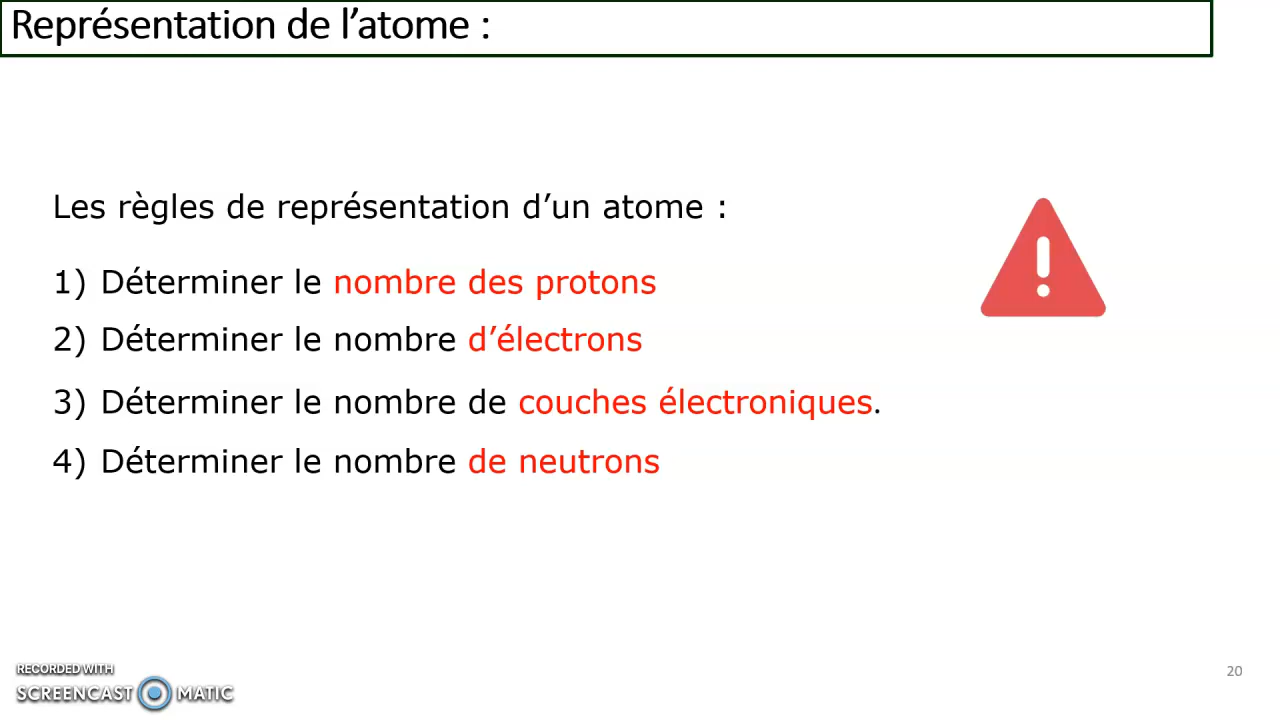 Représentation de l’atome :
Les règles de représentation d’un atome :
1) Déterminer le nombre des protons
2) Déterminer le nombre d’électrons
3) Déterminer le nombre de couches électroniques.
4) Déterminer le nombre de neutrons
RECORDED WITH
SCREENCAST MATIC
20